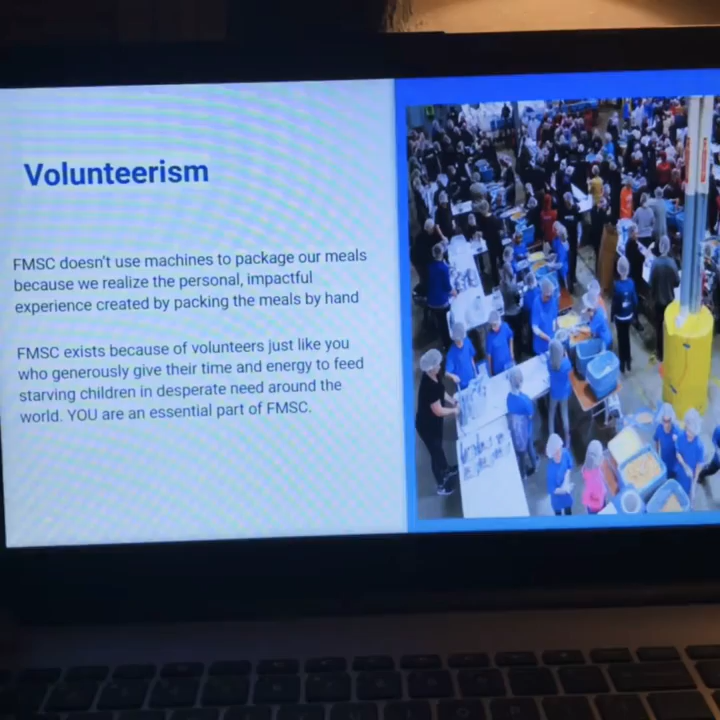 Volunteerism
FMSC doesn't use machines to package our meals
because we realize the personal, impactful
experience created by packing the meals by hand
FMSC exists because of volunteers just like you
who generously give their time and energy to feed
starving children in desperate need around the
world. YOU are an essential part of FMSC.